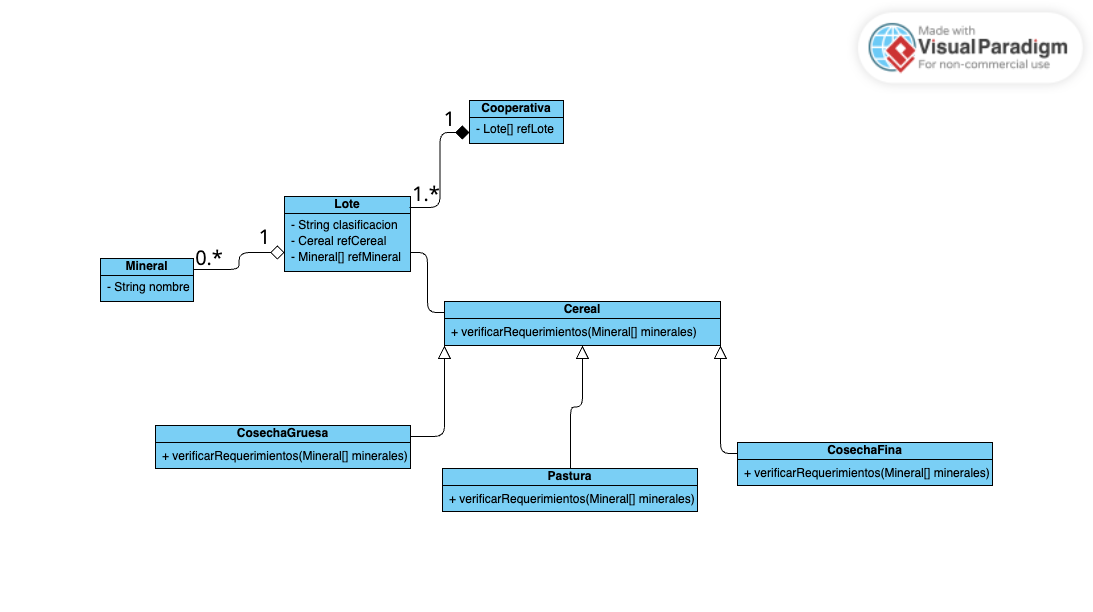 Made with
VisualParadigm
For non-commercial use
Cooperativa
- Lote[] refLote
1
1.*
Lote
- String clasificacion
- Cereal refCereal
- Mineral[] refMineral
1
0.*
Mineral
- String nombre
Cereal
+ verificarRequerimientos(Mineral[] minerales)
CosechaGruesa
+ verificarRequerimientos(Mineral[] minerales)
Pastura
+ verificarRequerimientos(Mineral[] minerales)
CosechaFina
+ verificarRequerimientos(Mineral[] minerales)